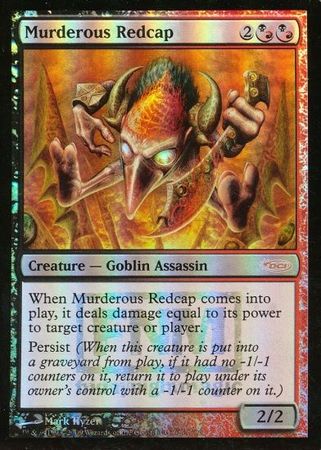 Murderous Redcap 2
Creature — Goblin Assassin
DCI
When Murderous Redcap comes into
play, it deals damage equal to its power
to target creature or player.
Persist (When this creature is put into
a graveyard from play, if it had no -1/-1
counters on it, return it to play under its
owner's control with a -1/-1 counter on it.)
2/2